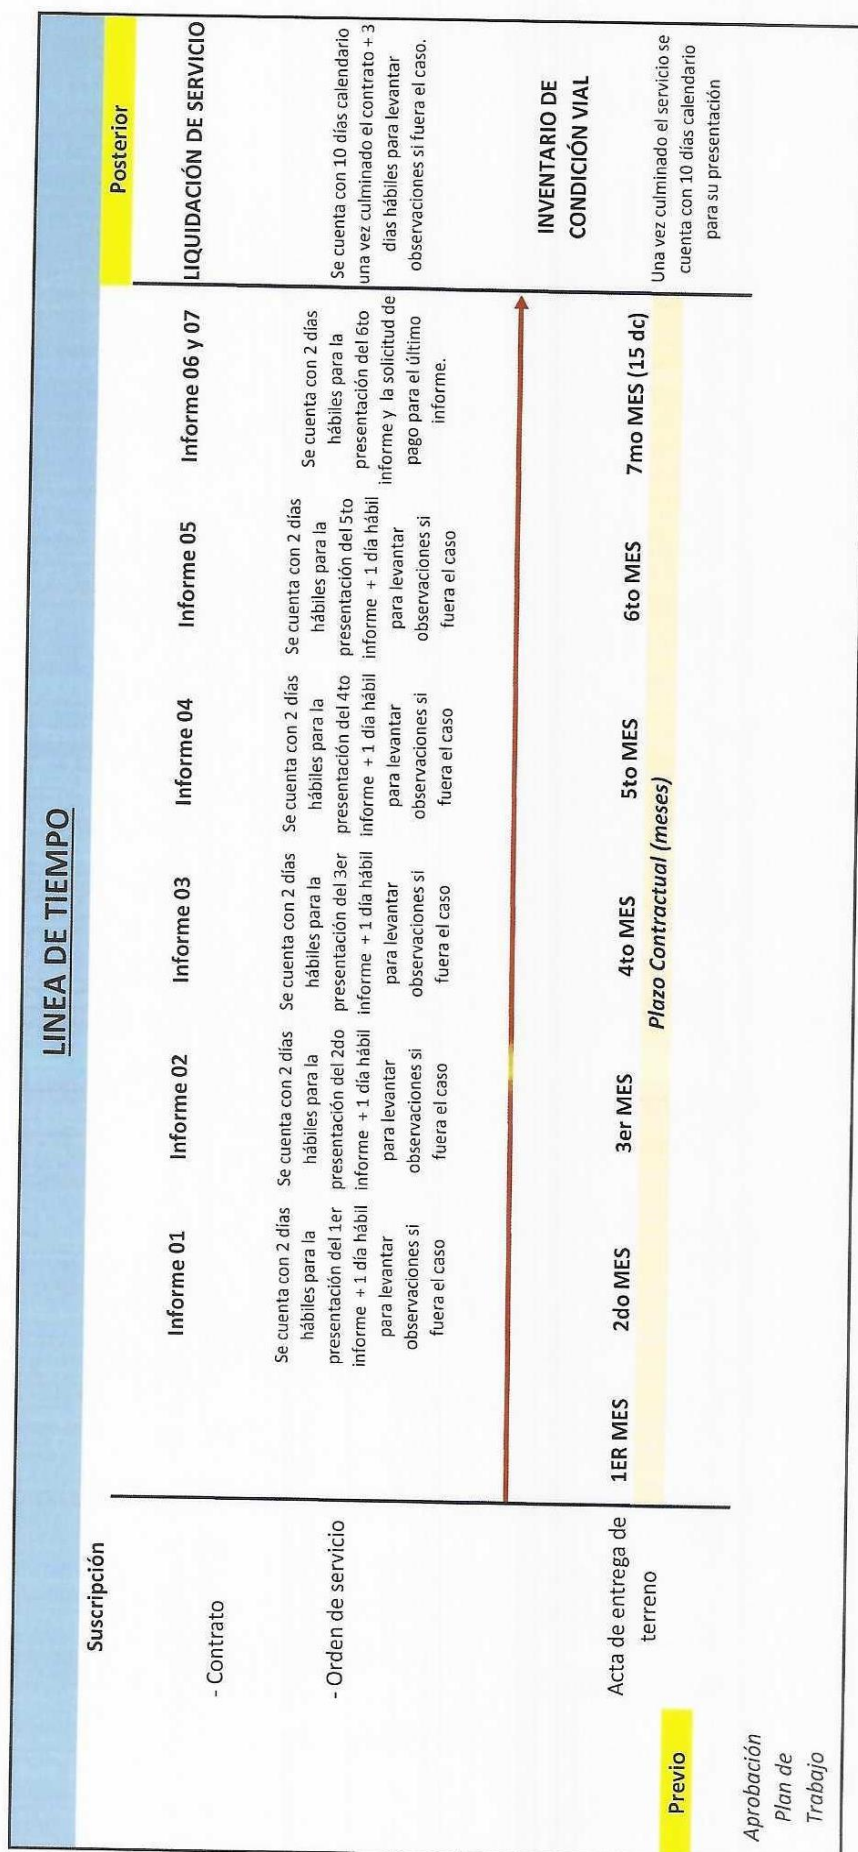 LINEA DE TIEMPO
Suscripción
Posterior
- Contrato
Informe 01
Informe 02
Informe 03
Informe 04
Informe 05
Informe 06 y 07
LIQUIDACIÓN DE SERVICIO
- Orden de servicio
Se cuenta con 2 días
hábiles para la
presentación del 1er
informe + 1 día hábil
para levantar
observaciones si
fuera el caso
Se cuenta con 2 días
hábiles para la
presentación del 2do
informe + 1 día hábil
para levantar
observaciones si
fuera el caso
Se cuenta con 2 días
hábiles para la
presentación del 3er
informe + 1 día hábil
para levantar
observaciones si
fuera el caso
Se cuenta con 2 días
hábiles para la
presentación del 4to
informe + 1 día hábil
para levantar
observaciones si
fuera el caso
Se cuenta con 2 días
hábiles para la
presentación del 5to
informe + 1 día hábil
para levantar
observaciones si
fuera el caso
Se cuenta con 2 días
hábiles para la
presentación del 6to
informe y la solicitud de
pago para el último
informe.
Se cuenta con 10 días calendario
una vez culminado el contrato + 3
dias hábiles para levantar
observaciones si fuera el caso.
INVENTARIO DE
CONDICIÓN VIAL
Acta de entrega de
terreno
1ER MES
2do MES
3er MES
4to MES
5to MES
6to MES
7mo MES (15 dc)
Una vez culminado el servicio se
cuenta con 10 días calendario
para su presentación
Previo
Plazo Contractual (meses)
Aprobación
Plan de
Trabajo